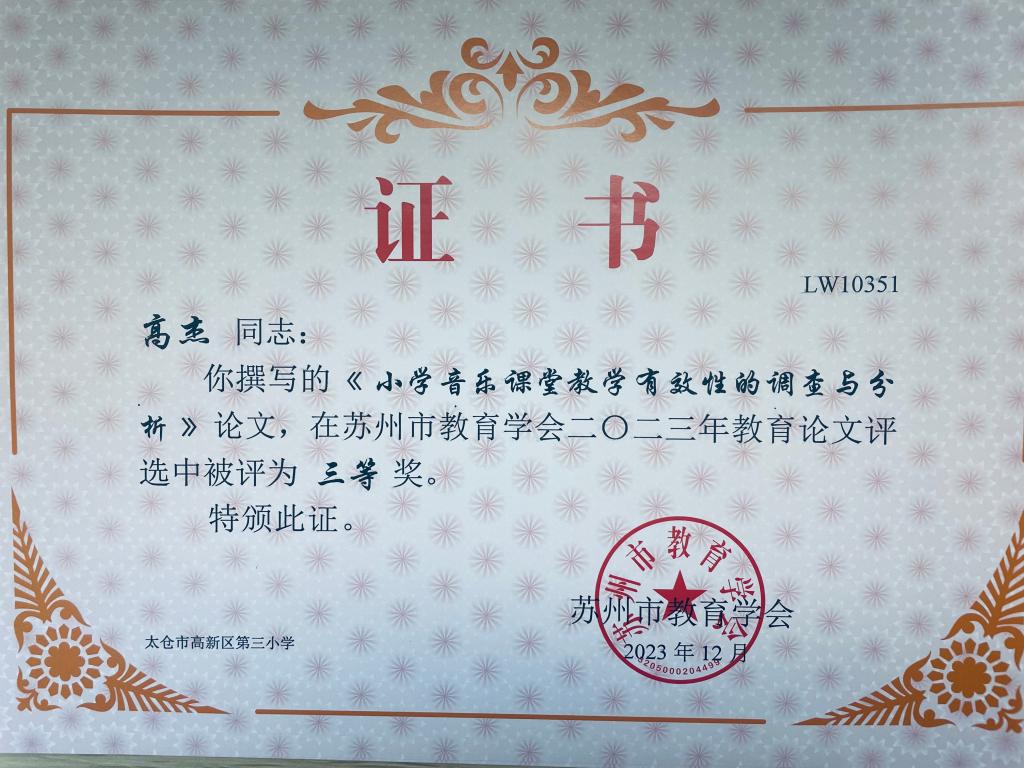 证 书
LW10351
高杰 同志：
你撰写的《小学音乐课堂教学有效性的调查与分
析》论文，在苏州市教育学会二〇二三年教育论文评
选中被评为 三等 奖。
特颁此证。
苏州市教育学会
苏州市教育学会
2023 年 12 月
3205000204499
太仓市高新区第三小学